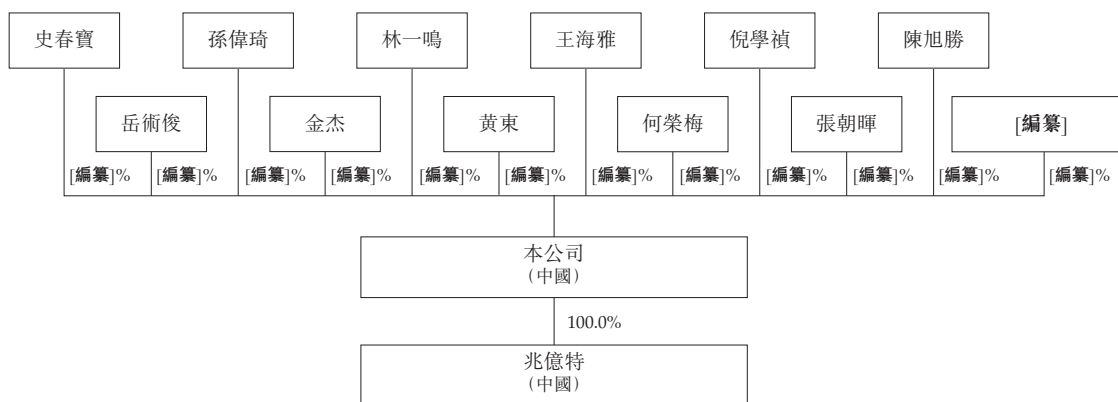 史春寶
孫偉琦
林一鳴
王海雅
倪學禎
陳旭勝
岳術俊
金杰
黃東
何榮梅
張朝暉
[編纂]
[編纂]%
[編纂]%
[編纂]%
[編纂]%
[編纂]%
[編纂]%
[編纂]%
[編纂]%
[編纂]%
[編纂]%
[編纂]%
[編纂]%
本公司
（中國）
100.0%
兆億特
（中國）